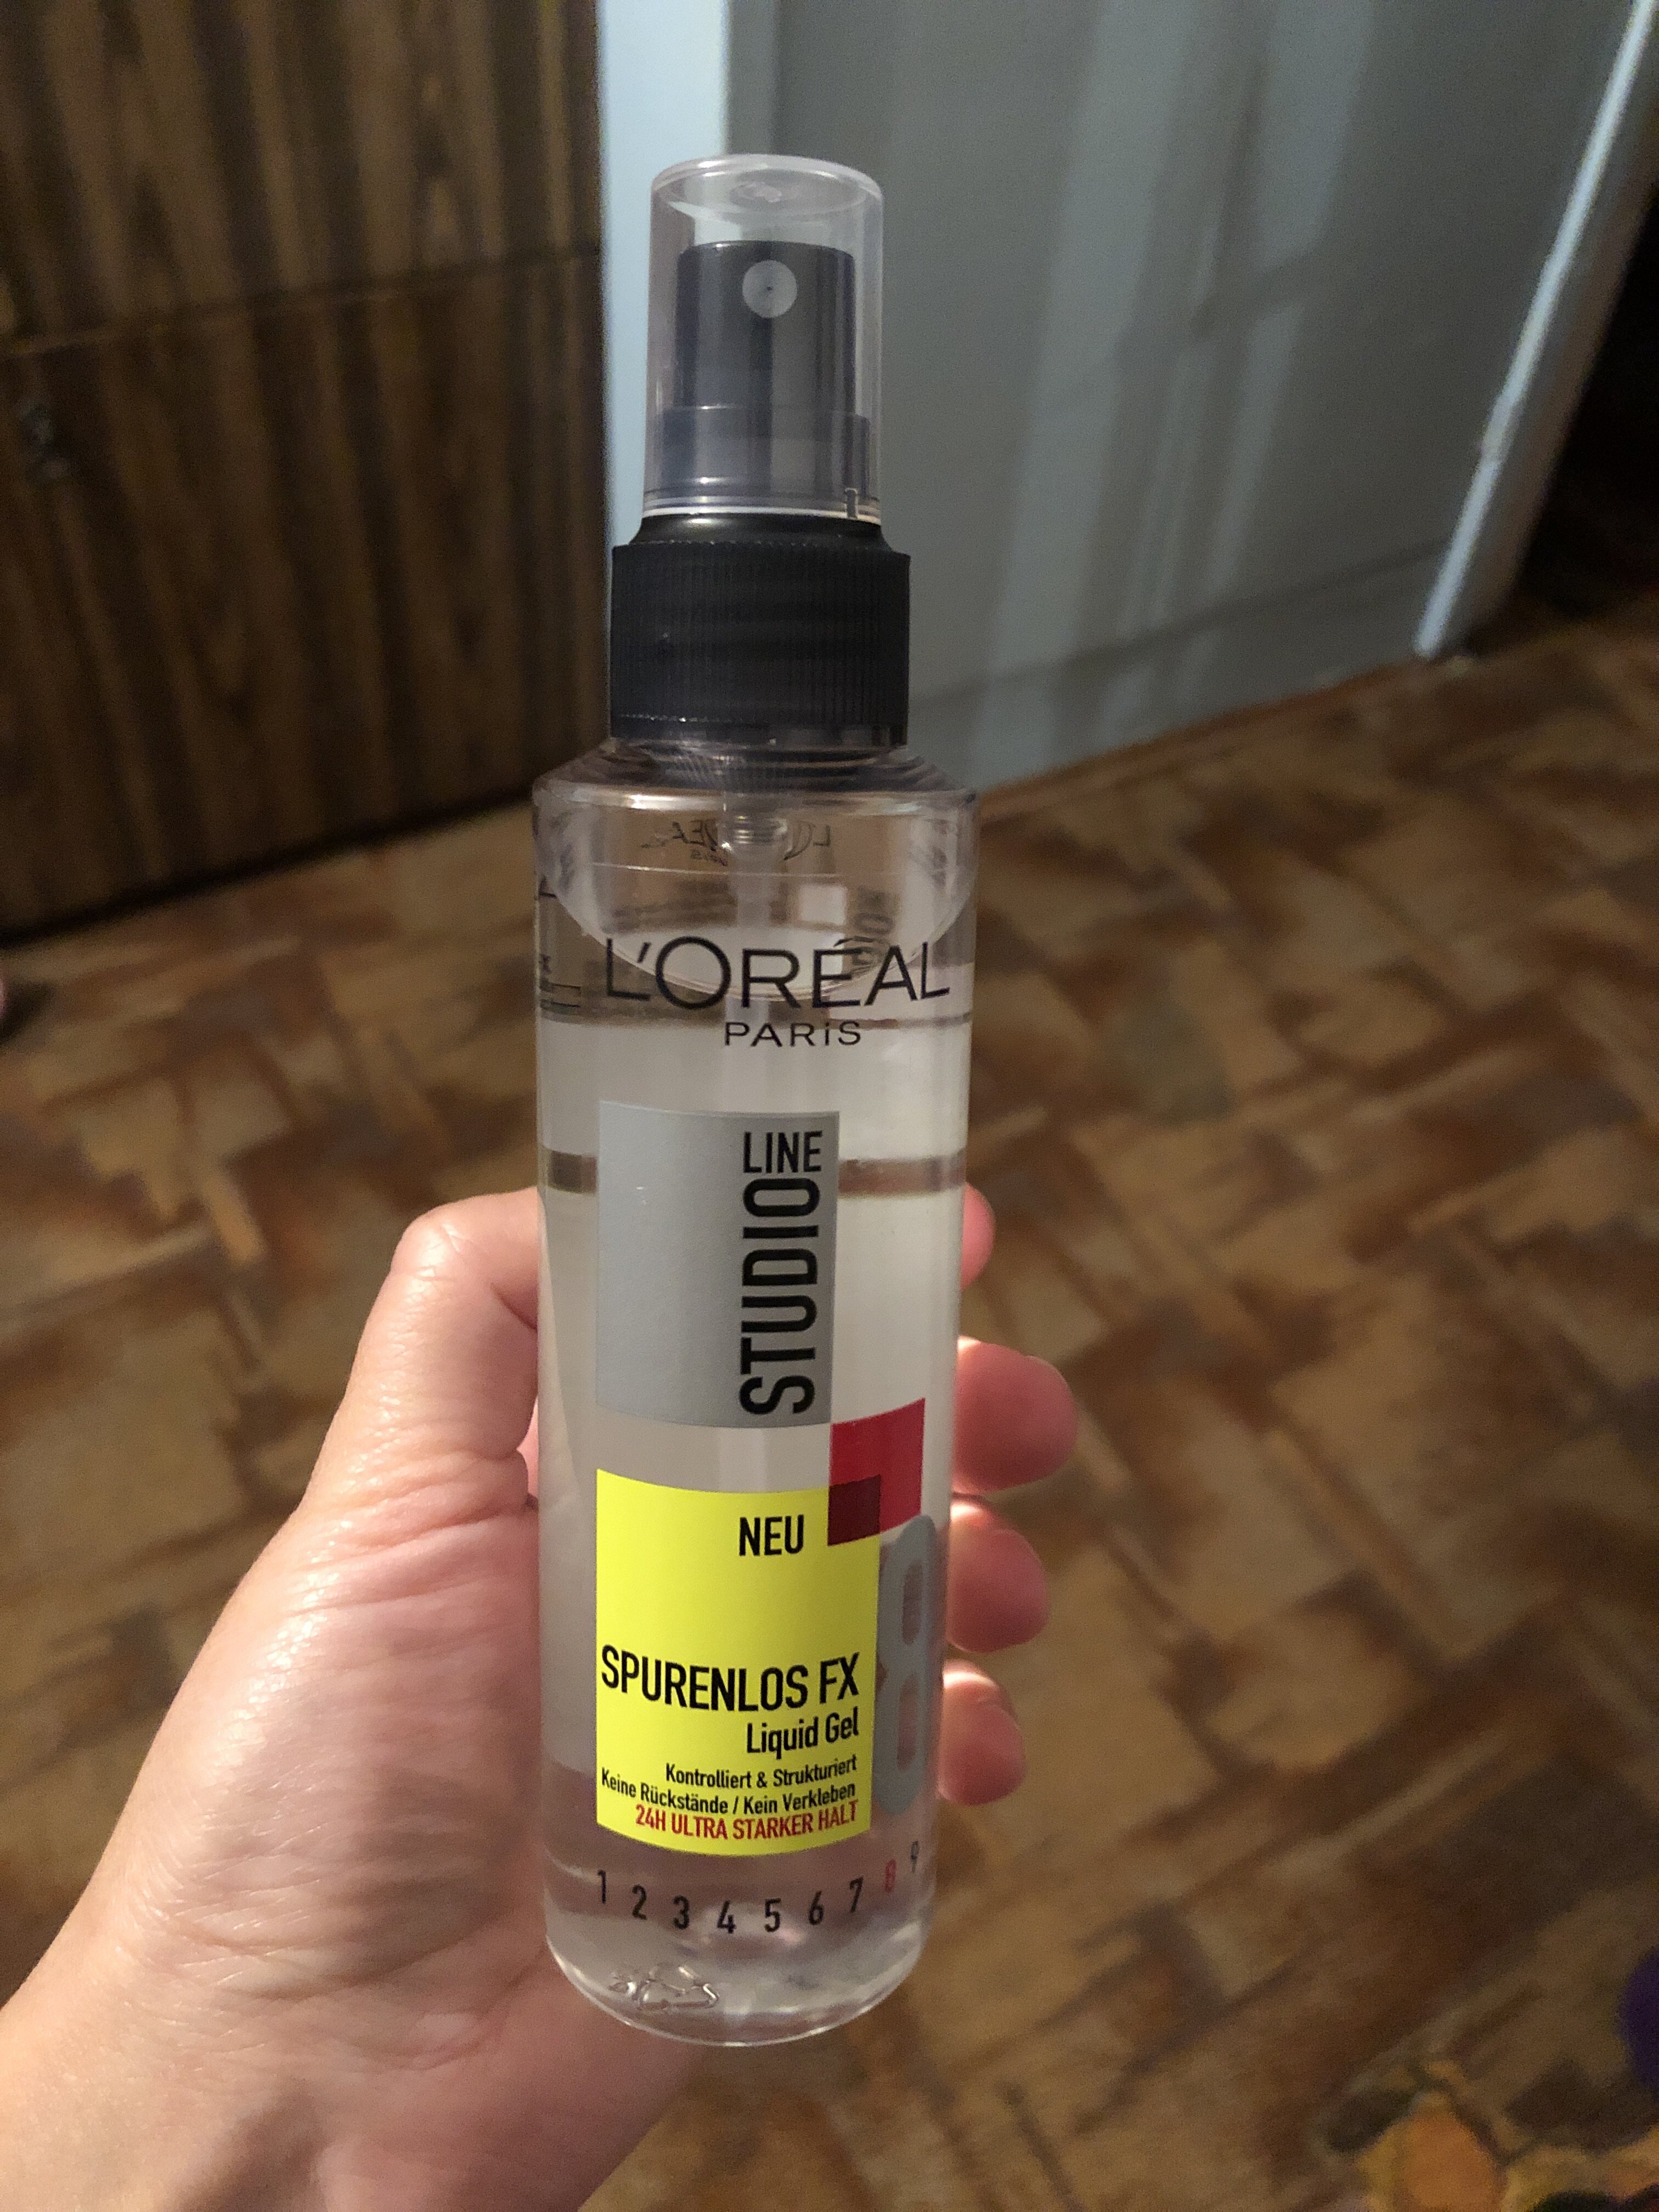 L'ORÉAL
PARiS
STUDIO
LINE
NEU
SPURENLOS FX
Liquid Gel
Kontrolliert & Strukturiert
Keine Rückstände / Kein Verkleben
24H ULTRA STARKER HALT
8
1 2 3 4 5 6 7 8 9